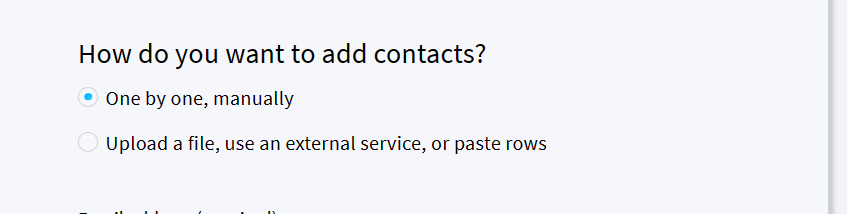 How do you want to add contacts?
One by one, manually
Upload a file, use an external service, or paste rows